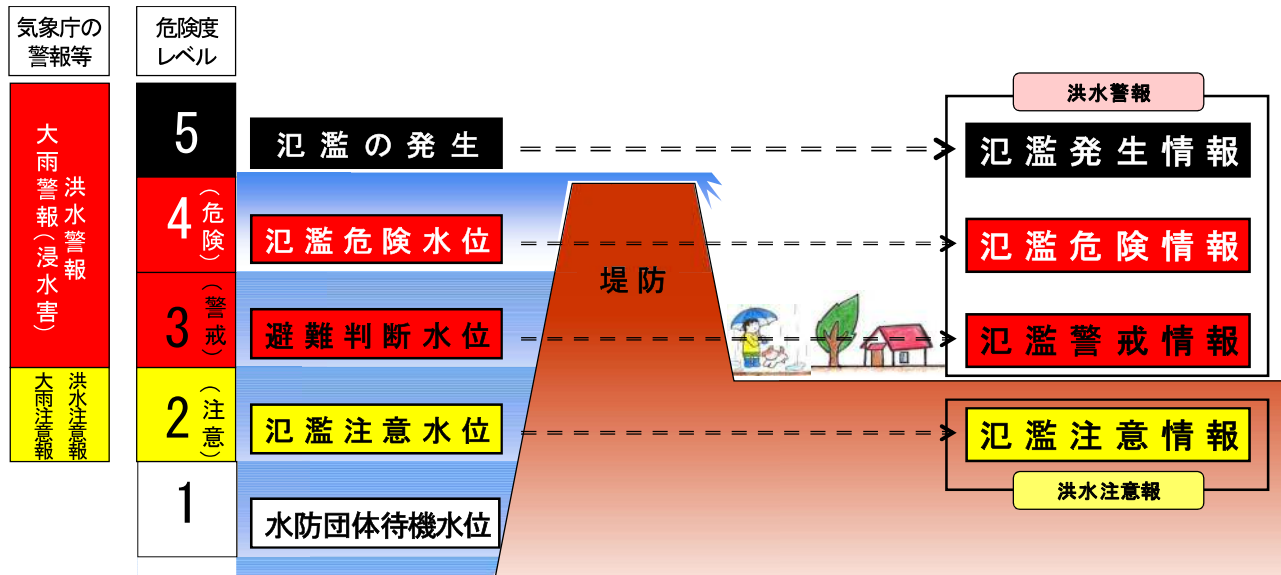 気象庁の
警報等
危険度
レベル
大雨警報(浸水害)
洪水警報
大雨注意報
洪水注意報
5
4
(危険)
3
(警戒)
2
(注意)
1
氾濫の発生
氾濫危険水位
避難判断水位
氾濫注意水位
水防団体待機水位
堤防
洪水警報
氾濫発生情報
氾濫危険情報
氾濫警戒情報
氾濫注意情報
洪水注意報